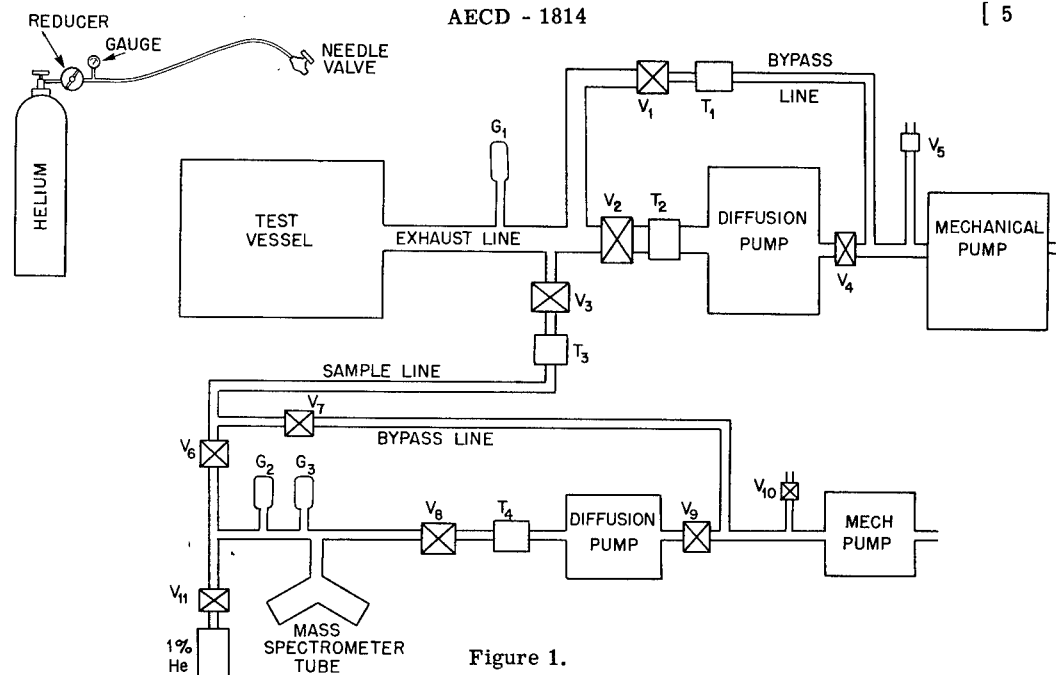 AECD - 1814
[ 5
REDUCER
GAUGE
NEEDLE
VALVE
HELIUM
BYPASS
LINE
V1
T1
G1
V5
TEST
VESSEL
EXHAUST LINE
V2
T2
DIFFUSION
PUMP
V4
MECHANICAL
PUMP
V3
T3
SAMPLE LINE
V7
BYPASS LINE
V6
G2
G3
V8
T4
DIFFUSION
PUMP
V9
V10
MECH
PUMP
V11
1%
He
MASS
SPECTROMETER
TUBE
Figure 1.